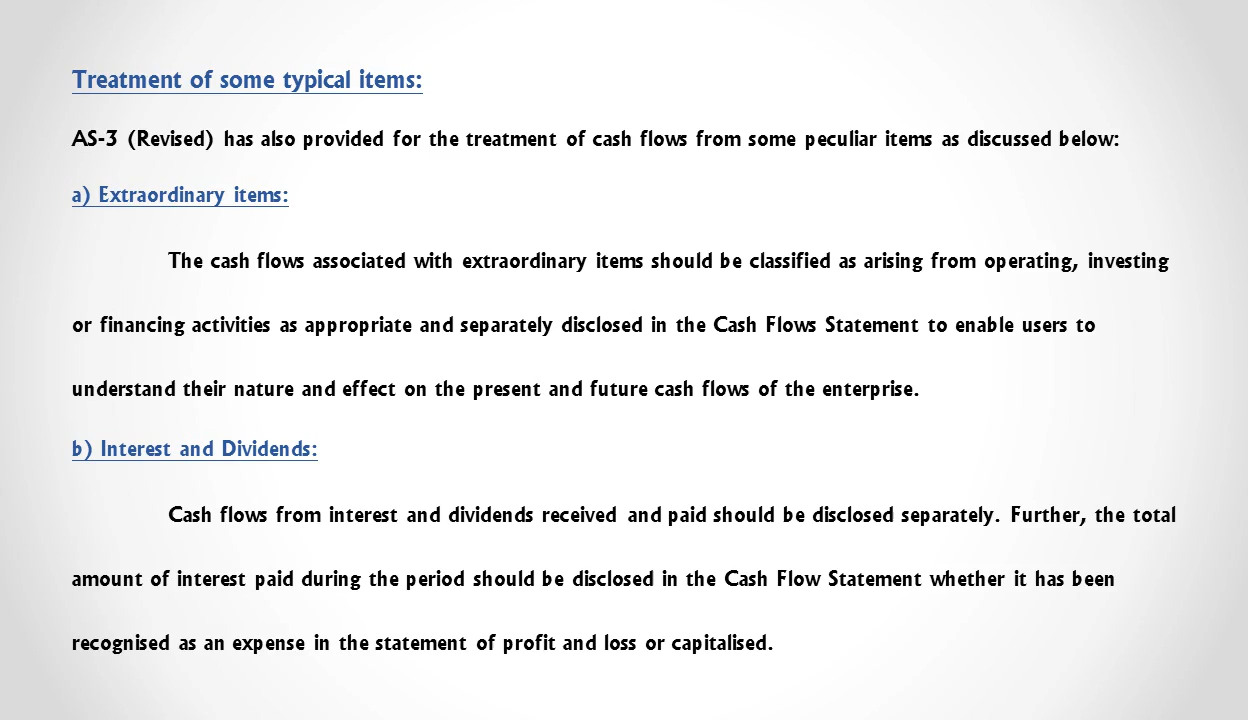 Treatment of some typical items:
AS-3 (Revised) has also provided for the treatment of cash flows from some peculiar items as discussed below:
a) Extraordinary items:
The cash flows associated with extraordinary items should be classified as arising from operating, investing
or financing activities as appropriate and separately disclosed in the Cash Flows Statement to enable users to
understand their nature and effect on the present and future cash flows of the enterprise.
b) Interest and Dividends:
Cash flows from interest and dividends received and paid should be disclosed separately. Further, the total
amount of interest paid during the period should be disclosed in the Cash Flow Statement whether it has been
recognised as an expense in the statement of profit and loss or capitalised.